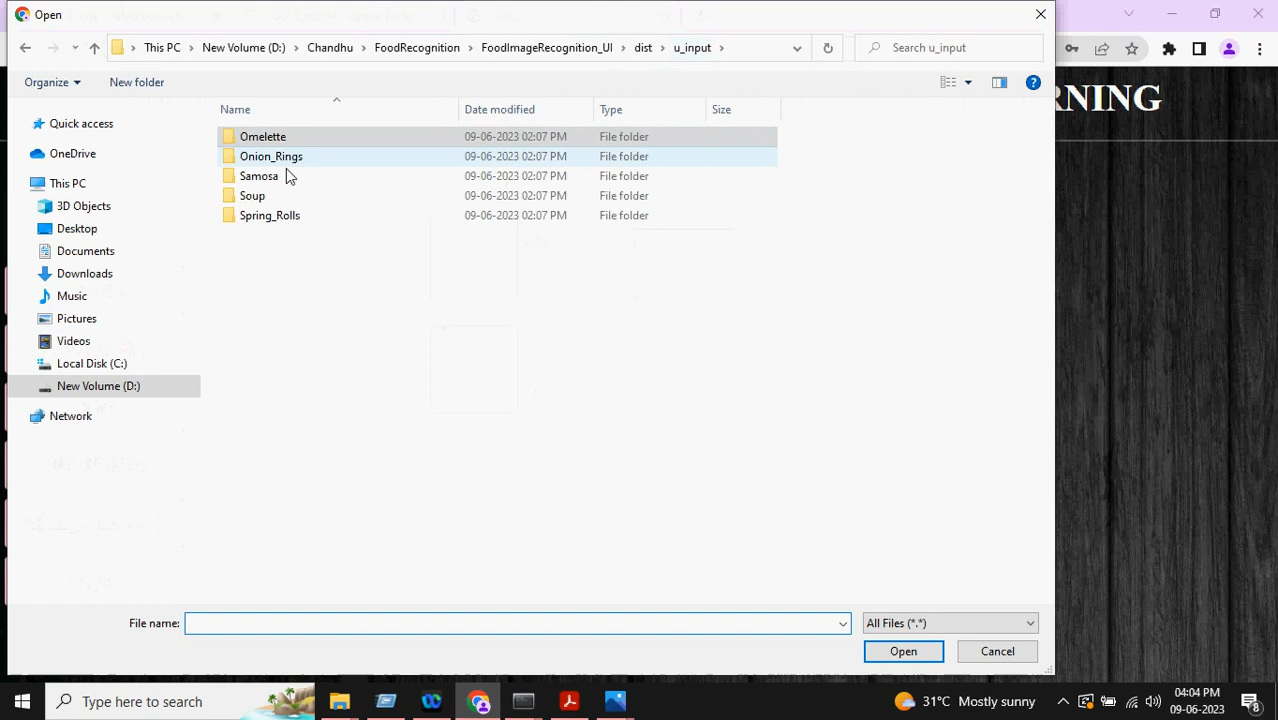 Open
This PC > New Volume (D:) > Chandhu > FoodRecognition > FoodImageRecognition_UI > dist > u_input >
Search u_input
RNING
Organize
New folder
Name Date modified Type Size
Quick access
OneDrive
This PC
3D Objects
Desktop
Documents
Downloads
Music
Pictures
Videos
Local Disk (C:)
New Volume (D:)
Network
Omelette 09-06-2023 02:07 PM File folder
Onion_Rings 09-06-2023 02:07 PM File folder
Samosa 09-06-2023 02:07 PM File folder
Soup 09-06-2023 02:07 PM File folder
Spring_Rolls 09-06-2023 02:07 PM File folder
File name:
All Files (*.*)
Open
Cancel
Type here to search
31°C Mostly sunny
04:04 PM
09-06-2023
8